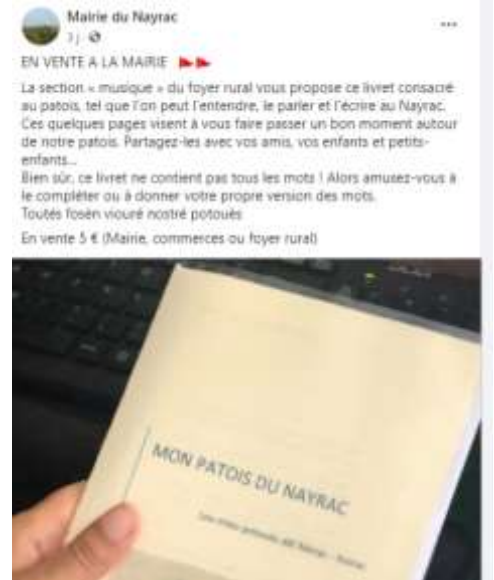 Mairie du Nayrac
3 j ·
EN VENTE A LA MAIRIE
La section « musique » du foyer rural vous propose ce livret consacré
au patois, tel que l'on peut l'entendre, le parler et l'écrire au Nayrac.
Ces quelques pages visent à vous faire passer un bon moment autour
de notre patois. Partagez-les avec vos amis, vos enfants et petits-
enfants...
Bien sûr, ce livret ne contient pas tous les mots ! Alors amusez-vous à
le compléter ou à donner votre propre version des mots.
Toutés fosèn viouré nostré potouès
En vente 5 € (Mairie, commerces ou foyer rural)
MON PATOIS DU NAYRAC